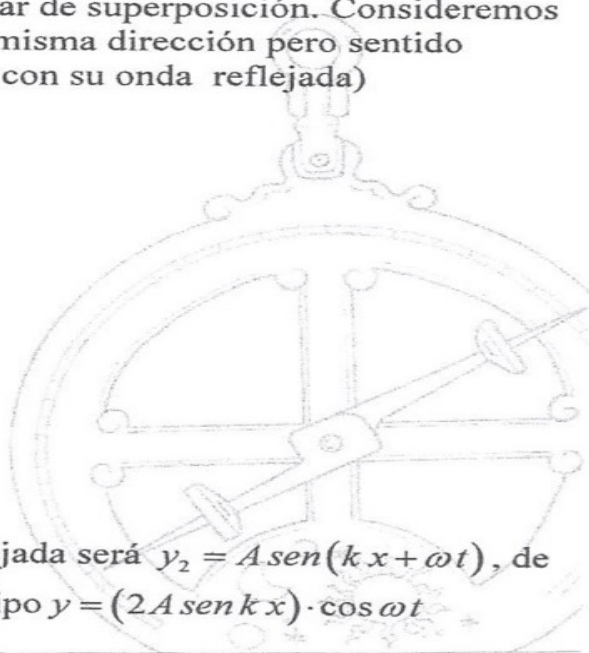 ar de superposición. Consideremos
misma dirección pero sentido
con su onda reflejada)
jada será y₂ = A sen(k x + ωt), de
po y = (2A sen k x) · cos ωt